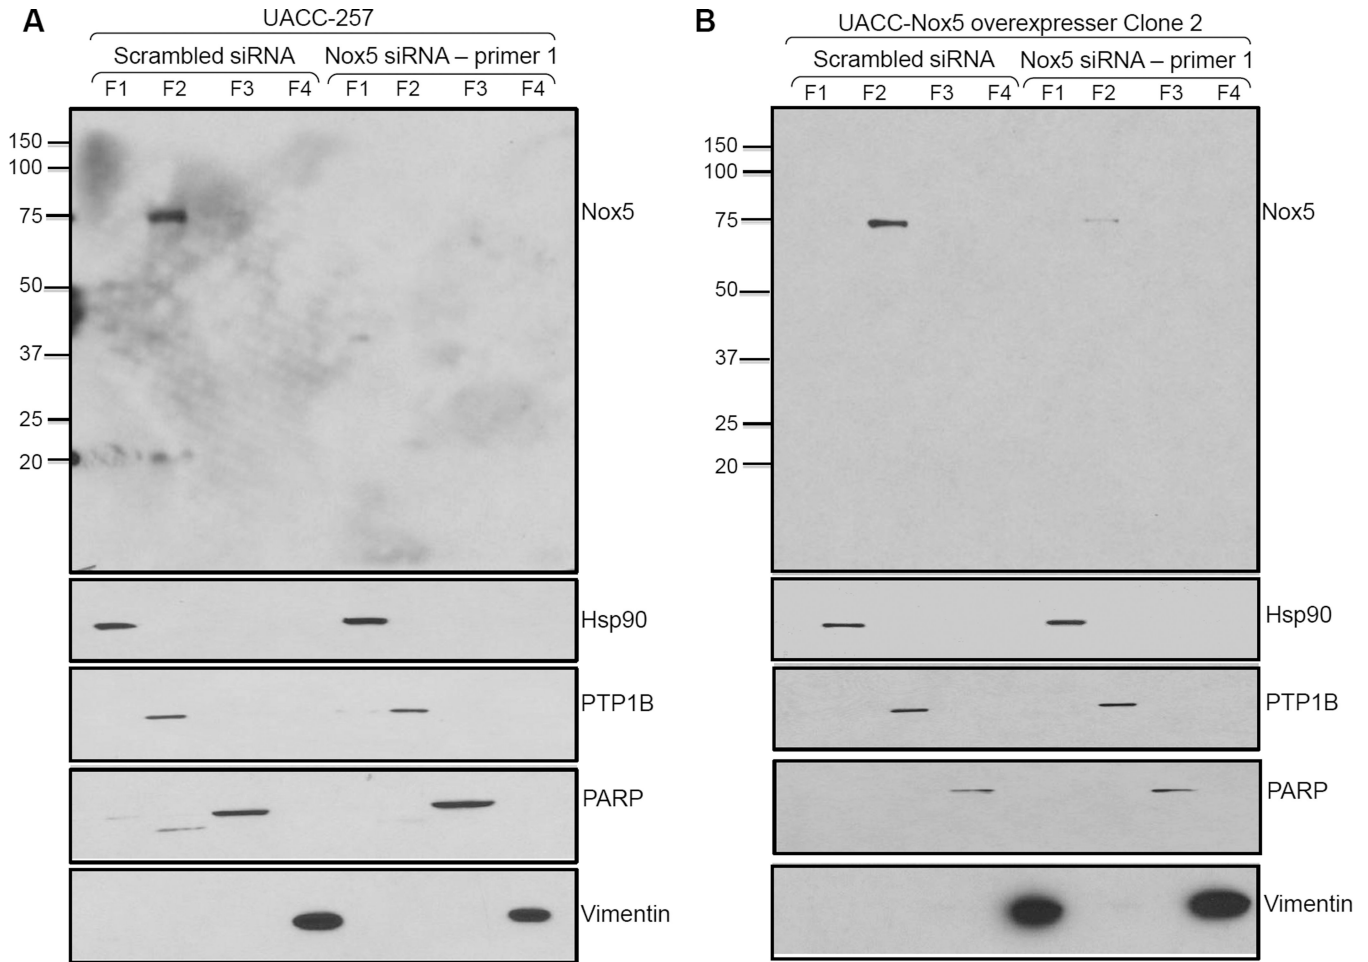 A
UACC-257
Scrambled siRNA
Nox5 siRNA – primer 1
F1 F2 F3 F4 F1 F2 F3 F4
150
100
75
50
37
25
20
Nox5
Hsp90
PTP1B
PARP
Vimentin
B
UACC-Nox5 overexpresser Clone 2
Scrambled siRNA
Nox5 siRNA – primer 1
F1 F2 F3 F4 F1 F2 F3 F4
150
100
75
50
37
25
20
Nox5
Hsp90
PTP1B
PARP
Vimentin